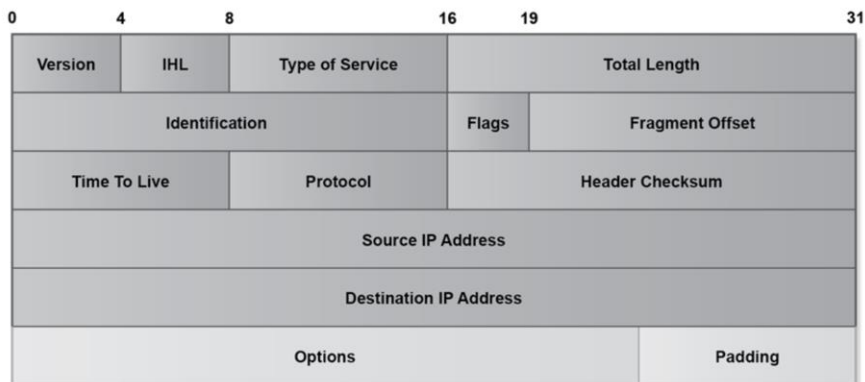 0 4 8 16 19 31
Version IHL Type of Service Total Length
Identification Flags Fragment Offset
Time To Live Protocol Header Checksum
Source IP Address
Destination IP Address
Options Padding